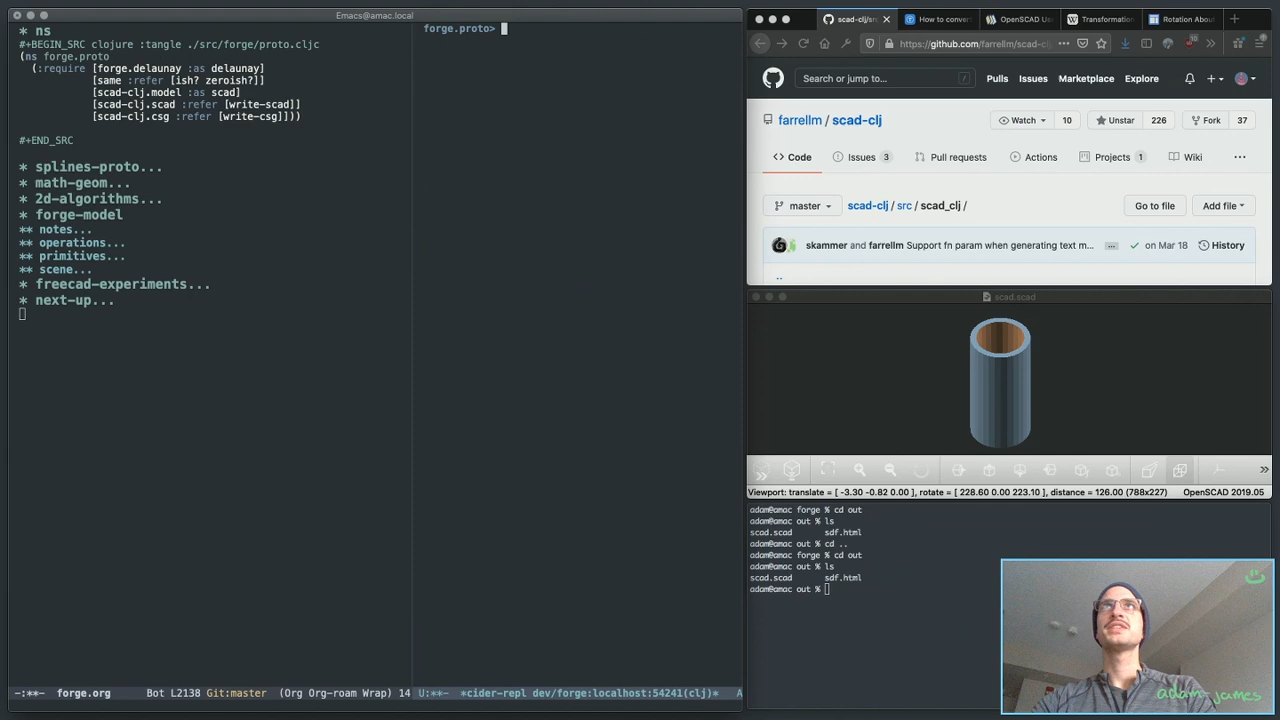 Emacs@amac.local
* ns
#+BEGIN_SRC clojure :tangle ./src/forge/proto.cljc
(ns forge.proto
(:require [forge.delaunay :as delaunay]
[same :refer [ish? zeroish?]]
[scad-clj.model :as scad]
[scad-clj.scad :refer [write-scad]]
[scad-clj.csg :refer [write-csg]]))
#+END_SRC
* splines-proto...
* math-geom...
* 2d-algorithms...
* forge-model
** notes...
** operations...
** primitives...
** scene...
* freecad-experiments...
* next-up...
-:**- forge.org Bot L2138 Git:master (Org Org-roam Wrap) 14
forge.proto>
U:**- *cider-repl dev/forge:localhost:54241(clj)* A
scad-clj/src How to convert OpenSCAD Us Transformation Rotation Abou
https://github.com/farrellm/scad-clj
Search or jump to... /
Pulls Issues Marketplace Explore
farrellm / scad-clj
Watch 10 Unstar 226 Fork 37
Code Issues 3 Pull requests Actions Projects 1 Wiki
master scad-clj / src / scad_clj / Go to file Add file
skammer and farrellm Support fn param when generating text m... on Mar 18 History
..
scad.scad
Viewport: translate = [ -3.30 -0.82 0.00 ], rotate = [ 228.60 0.00 223.10 ], distance = 126.00 (788x227) OpenSCAD 2019.05
adam@amac forge % cd out
adam@amac out % ls
scad.scad sdf.html
adam@amac out % cd ..
adam@amac forge % cd out
adam@amac out % ls
scad.scad sdf.html
adam@amac out %
adam james